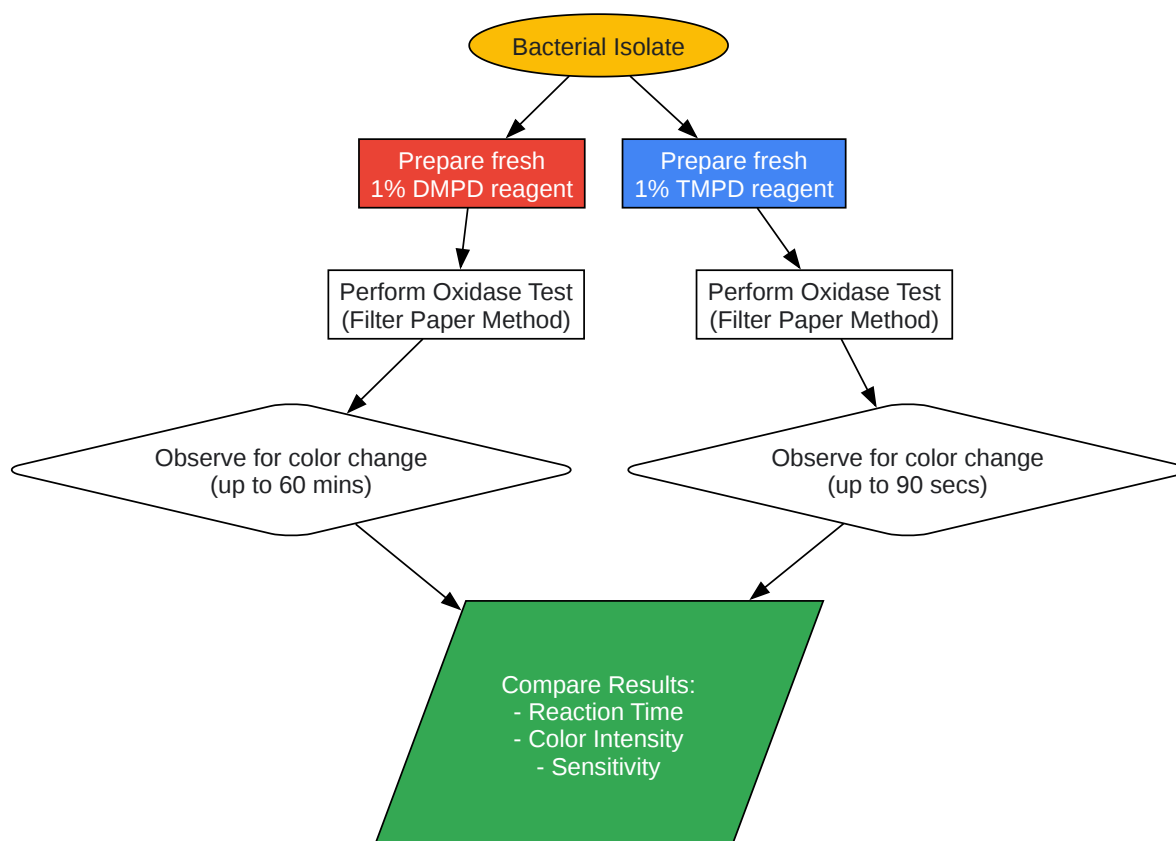 Bacterial Isolate
Prepare fresh
1% DMPD reagent
Prepare fresh
1% TMPD reagent
Perform Oxidase Test
(Filter Paper Method)
Perform Oxidase Test
(Filter Paper Method)
Observe for color change
(up to 60 mins)
Observe for color change
(up to 90 secs)
Compare Results:
- Reaction Time
- Color Intensity
- Sensitivity